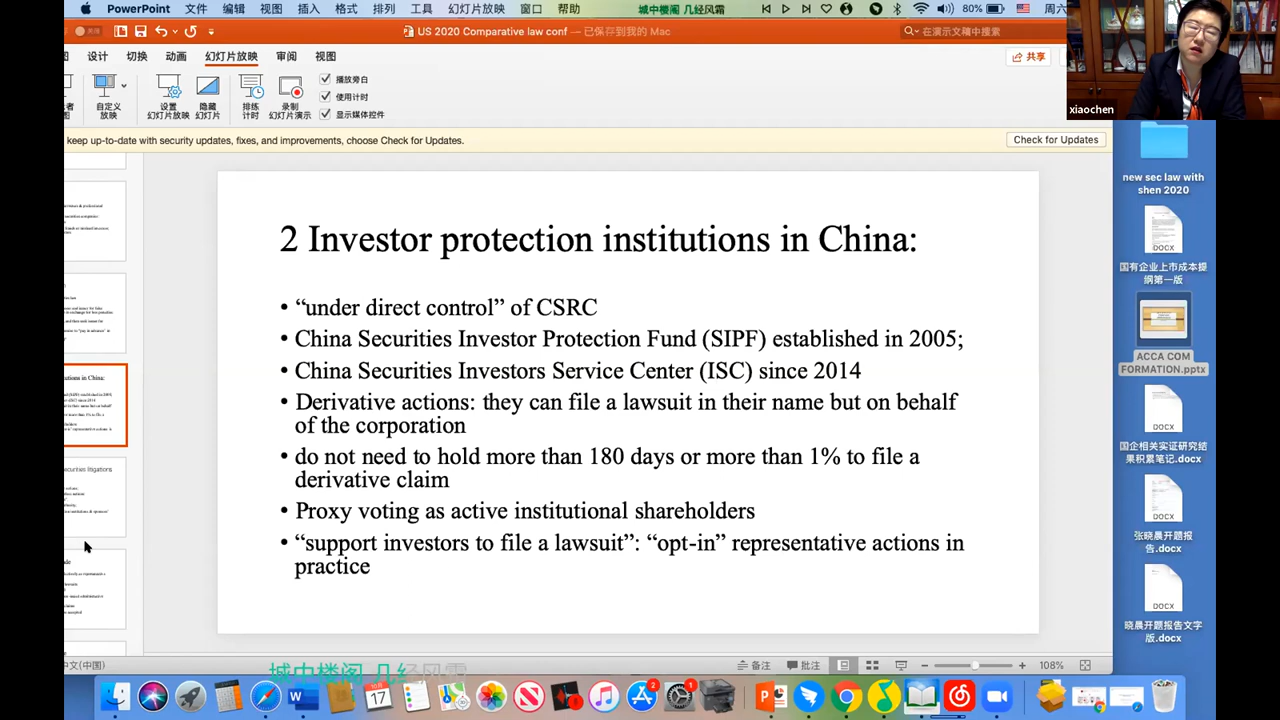 PowerPoint 文件 编辑 视图 插入 格式 排列 工具 幻灯片放映 窗口 帮助 城中楼阁 几经风霜 80% 周六
US 2020 Comparative law conf — 已保存到我的 Mac
在演示文稿中搜索
设计 切换 动画 幻灯片放映 审阅 视图
共享
自定义
放映
设置
幻灯片放映
隐藏
幻灯片
排练
计时
录制
幻灯片演示
播放旁白
使用计时
显示媒体控件
keep up-to-date with security updates, fixes, and improvements, choose Check for Updates.
Check for Updates
xiaochen
2 Investor protection institutions in China:
• “under direct control” of CSRC
• China Securities Investor Protection Fund (SIPF) established in 2005;
• China Securities Investors Service Center (ISC) since 2014
• Derivative actions: they can file a lawsuit in their name but on behalf
of the corporation
• do not need to hold more than 180 days or more than 1% to file a
derivative claim
• Proxy voting as active institutional shareholders
• “support investors to file a lawsuit”: “opt-in” representative actions in
practice
new sec law with
shen 2020
DOCX
国有企业上市成本提
纲第一版
ACCA COM
FORMATION.pptx
DOCX
国企相关实证研究结
果积累笔记.docx
DOCX
张晓晨开题报
告.docx
DOCX
晓晨开题报告文字
版.docx
中文(中国)
城中楼阁 几经风霜
备注 批注 108%
17
2
1